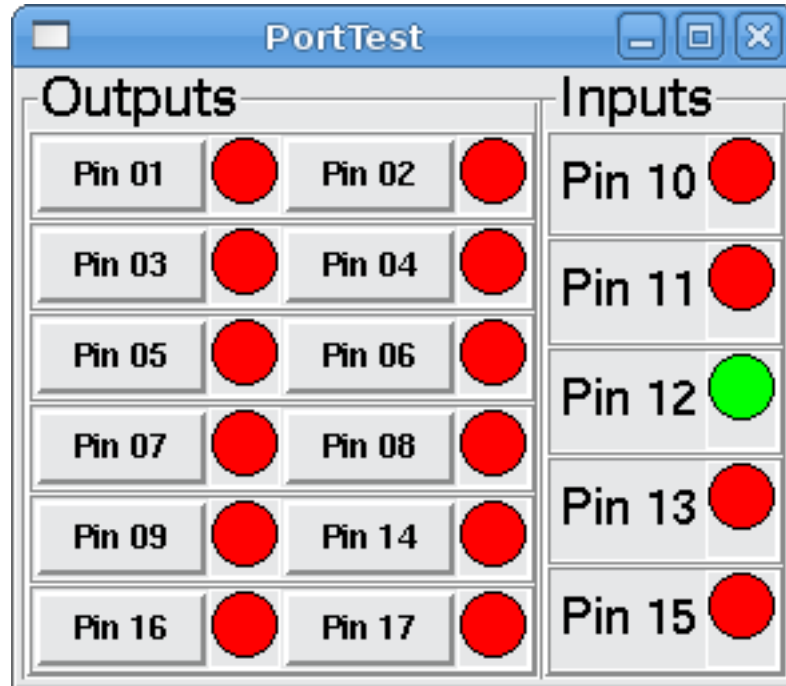 PortTest
Outputs
Pin 01 Pin 02
Pin 03 Pin 04
Pin 05 Pin 06
Pin 07 Pin 08
Pin 09 Pin 14
Pin 16 Pin 17
Inputs
Pin 10
Pin 11
Pin 12
Pin 13
Pin 15